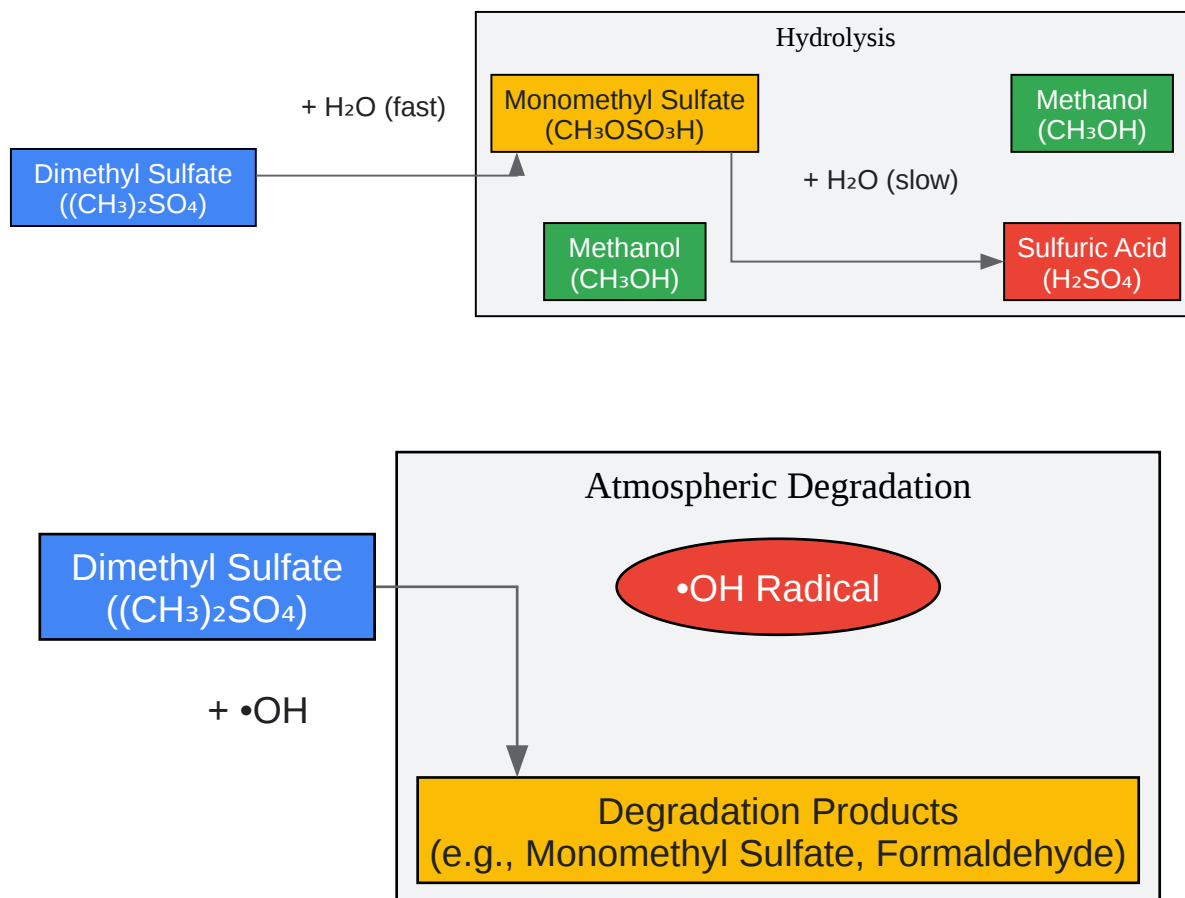 Hydrolysis
+ H₂O (fast)
Monomethyl Sulfate
(CH₃OSO₃H)
Methanol
(CH₃OH)
Dimethyl Sulfate
((CH₃)₂SO₄)
+ H₂O (slow)
Methanol
(CH₃OH)
Sulfuric Acid
(H₂SO₄)
Atmospheric Degradation
Dimethyl Sulfate
((CH₃)₂SO₄)
•OH Radical
+ •OH
Degradation Products
(e.g., Monomethyl Sulfate, Formaldehyde)